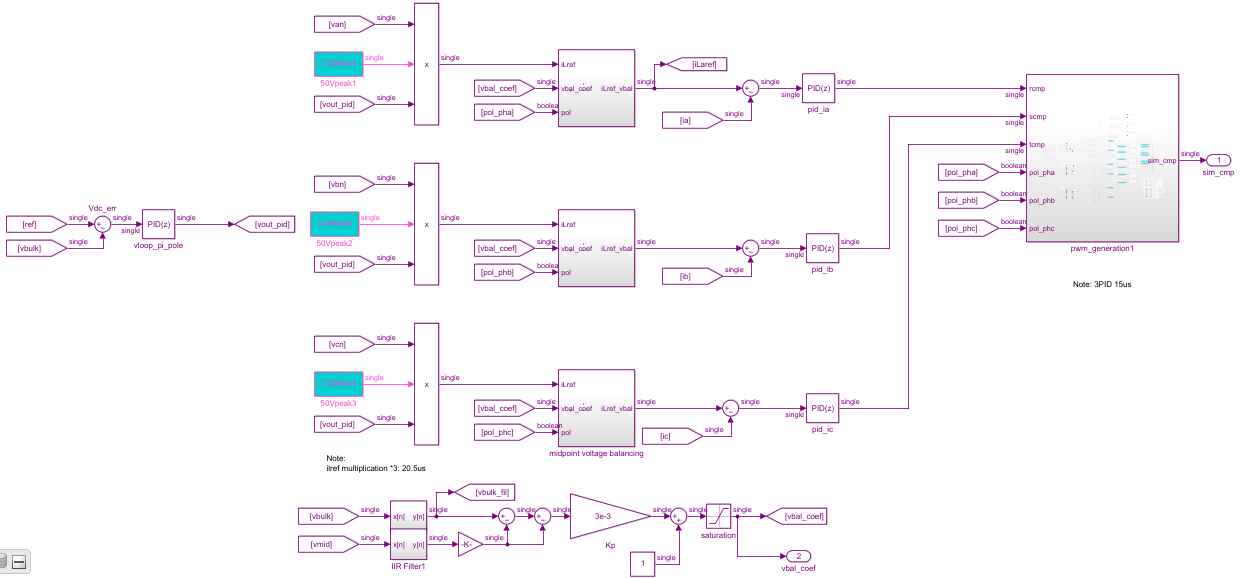 [van]
single
single
50Vpeak1
[vout_pid]
single
x
single
iLref
[vbal_coef]
single
vbal_coef
iLref_vbal
[pol_pha]
boolea
pol
single
[iLaref]
[ia]
single
+
-
single
single
PID(z)
pid_ia
single
rcmp
single
scmp
single
tcmp
single
[pol_pha]
boolean
pol_pha
[pol_phb]
boolean
pol_phb
[pol_phc]
boolean
pol_phc
sim_cmp
single
1
sim_cmp
pwm_generation1
Note: 3PID 15us
[ref]
single
[vbulk]
single
Vdc_err
+
-
single
single
PID(z)
vloop_pi_pole
single
[vout_pid]
[vbn]
single
single
50Vpeak2
[vout_pid]
single
x
single
iLref
[vbal_coef]
single
vbal_coef
iLref_vbal
[pol_phb]
boolea
pol
single
[ib]
single
+
-
single
single
PID(z)
pid_ib
single
[vcn]
single
single
50Vpeak3
[vout_pid]
single
x
single
iLref
[vbal_coef]
single
vbal_coef
iLref_vbal
[pol_phc]
boolean
pol
midpoint voltage balancing
single
[ic]
single
+
-
single
single
PID(z)
pid_ic
single
Note:
ilref multiplication *3: 20.5us
[vbulk]
single
x[n]
y[n]
[vbulk_fil]
single
[vmid]
single
x[n]
y[n]
IIR Filter1
single
-K-
single
+
-
single
+
-
single
3e-3
Kp
single
1
single
+
+
single
saturation
single
[vbal_coef]
2
vbal_coef